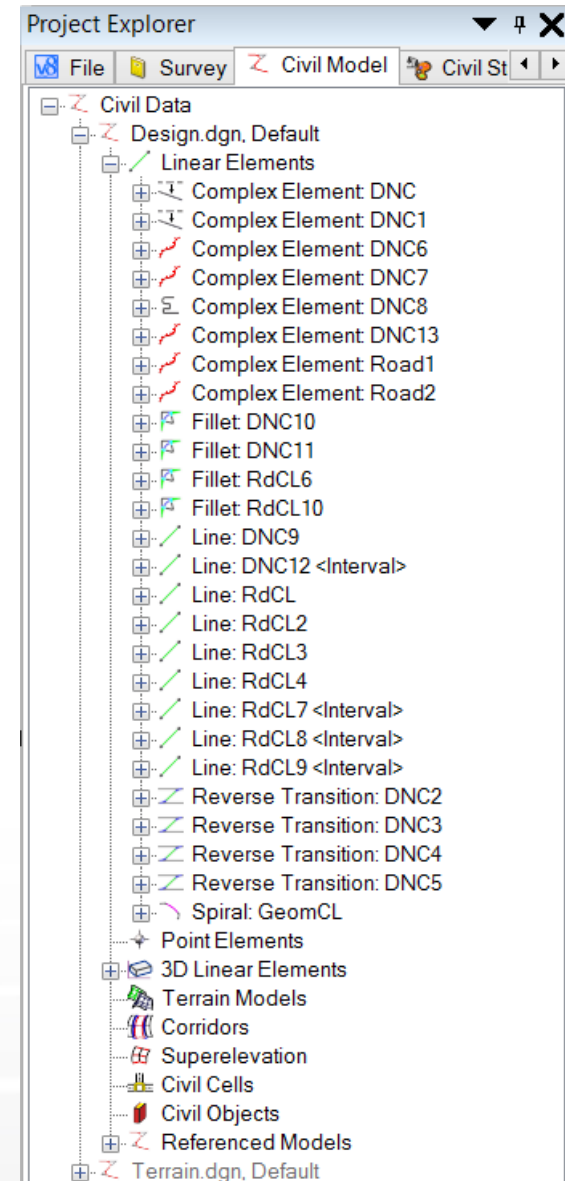 Project Explorer
File Survey Civil Model Civil St
Civil Data
Design.dgn, Default
Linear Elements
Complex Element: DNC
Complex Element: DNC1
Complex Element: DNC6
Complex Element: DNC7
Complex Element: DNC8
Complex Element: DNC13
Complex Element: Road1
Complex Element: Road2
Fillet: DNC10
Fillet: DNC11
Fillet: RdCL6
Fillet: RdCL10
Line: DNC9
Line: DNC12 <Interval>
Line: RdCL
Line: RdCL2
Line: RdCL3
Line: RdCL4
Line: RdCL7 <Interval>
Line: RdCL8 <Interval>
Line: RdCL9 <Interval>
Reverse Transition: DNC2
Reverse Transition: DNC3
Reverse Transition: DNC4
Reverse Transition: DNC5
Spiral: GeomCL
Point Elements
3D Linear Elements
Terrain Models
Corridors
Superelevation
Civil Cells
Civil Objects
Referenced Models
Terrain.dgn, Default